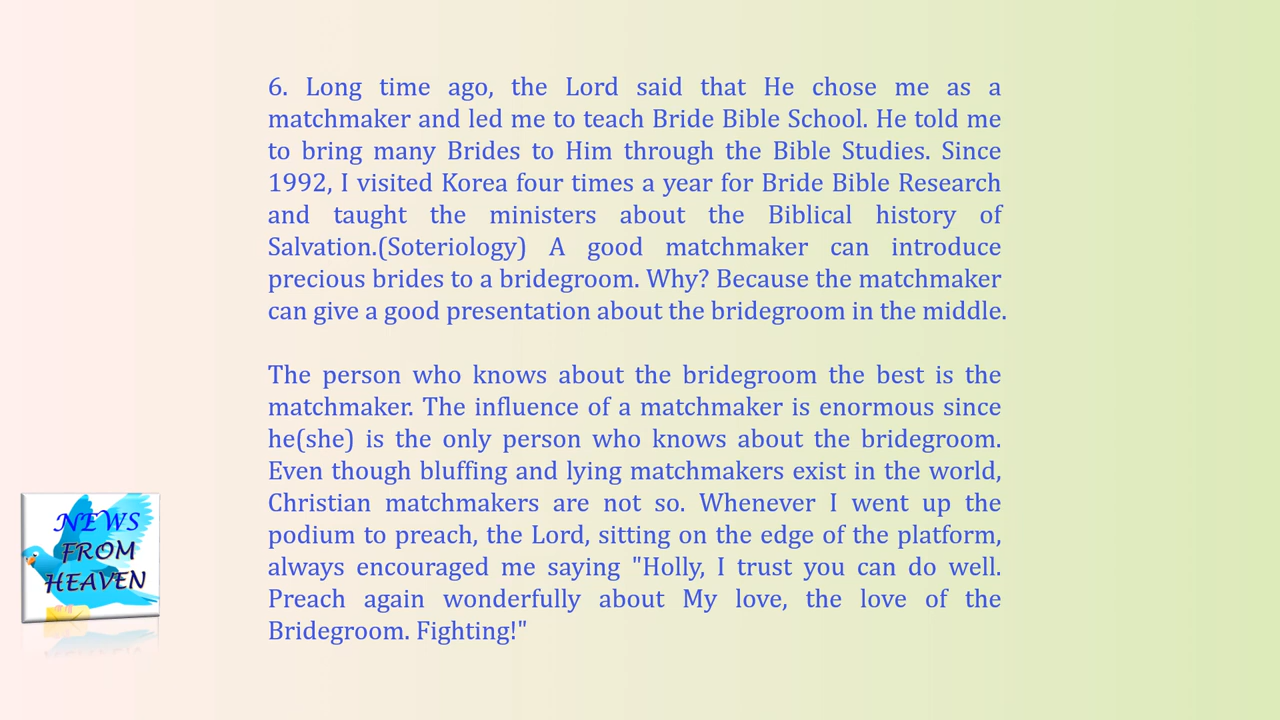 6. Long time ago, the Lord said that He chose me as a
matchmaker and led me to teach Bride Bible School. He told me
to bring many Brides to Him through the Bible Studies. Since
1992, I visited Korea four times a year for Bride Bible Research
and taught the ministers about the Biblical history of
Salvation.(Soteriology) A good matchmaker can introduce
precious brides to a bridegroom. Why? Because the matchmaker
can give a good presentation about the bridegroom in the middle.
The person who knows about the bridegroom the best is the
matchmaker. The influence of a matchmaker is enormous since
he(she) is the only person who knows about the bridegroom.
Even though bluffing and lying matchmakers exist in the world,
Christian matchmakers are not so. Whenever I went up the
podium to preach, the Lord, sitting on the edge of the platform,
always encouraged me saying "Holly, I trust you can do well.
Preach again wonderfully about My love, the love of the
Bridegroom. Fighting!"
NEWS
FROM
HEAVEN